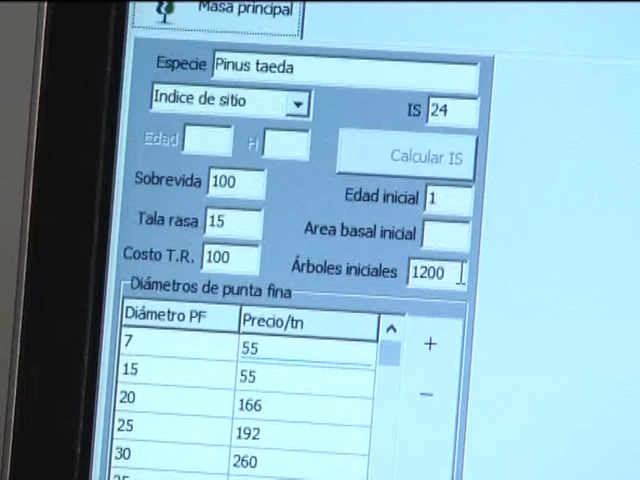 Masa principal
Especie Pinus taeda
Indice de sitio IS 24
Edad H Calcular IS
Sobrevida 100 Edad inicial 1
Tala rasa 15 Area basal inicial
Costo T.R. 100 Árboles iniciales 1200
Diámetros de punta fina
Diámetro PF Precio/tn
7 55
15 55
20 166
25 192
30 260